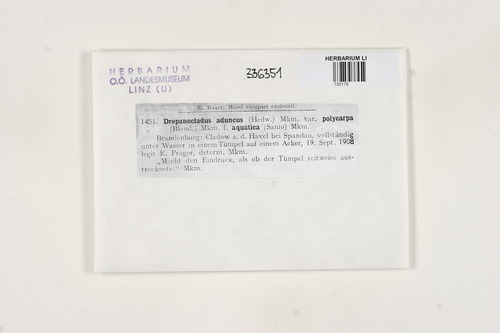 HERBARIUM
O.Ö. LANDESMUSEUM
LINZ (LI)
236351
HERBARIUM LI
E. Bauer, Musci europaei exsiccati.
1481. Drepanocladus aduncus (Hedw.) Mkm. var. polycarpa
(Bland.) Mkm. f. aquatica (Sanio) Mkm.
Brandenburg: Cladow a. d. Havel bei Spandau, vollständig
unter Wasser in einem Tümpel auf einem Acker, 19. Sept. 1908
legit E. Prager, determ. Mkm.
„Macht den Eindruck, als ob der Tümpel zeitweise aus-
trocknete." Mkm.